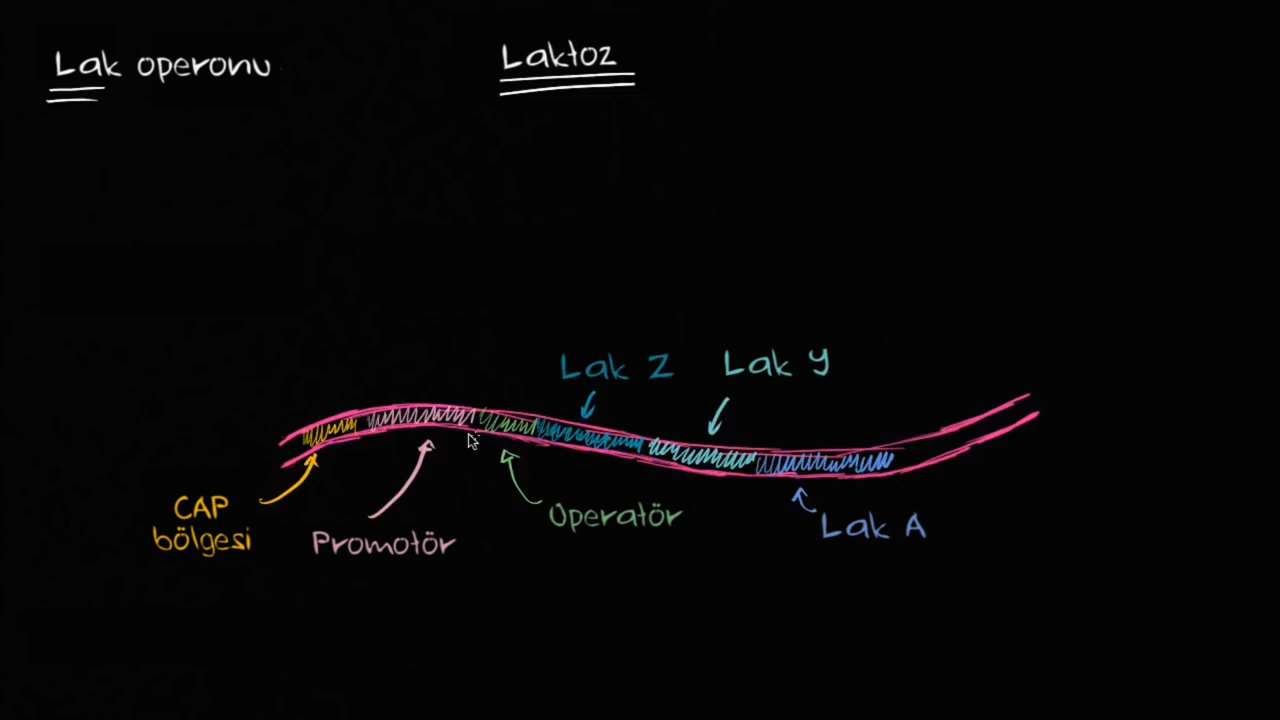 Lak operonu
Laktoz
Lak Z
Lak Y
CAP
bölgesi
Promotör
Operatör
Lak A